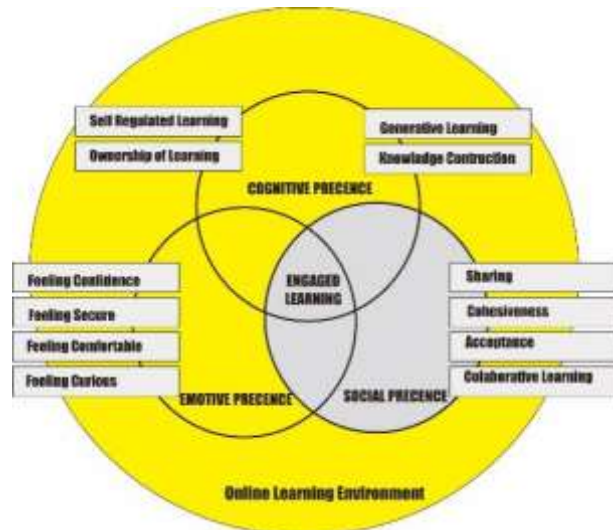 Self Regulated Learning
Generative Learning
Ownership of Learning
Knowladge Contruction
COGNITIVE PRECENCE
Feeling Confidence
ENGAGED
LEARNING
Sharing
Feeling Secure
Cohesiveness
Feeling Comfortable
Acceptance
Feeling Curious
Colaborative Learning
EMOTIVE PRECENCE
SOCIAL PRECENCE
Online Learning Environment